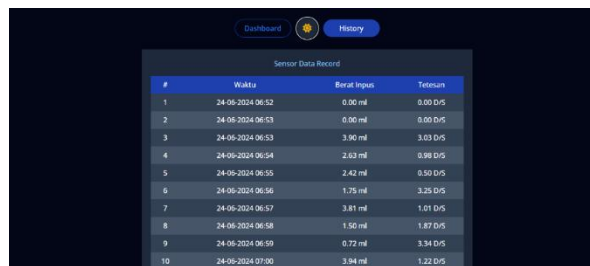 Dashboard History
Sensor Data Record
# Waktu Berat Inpus Tetesan
1 24-06-2024 06:52 0.00 ml 0.00 D/S
2 24-06-2024 06:53 0.00 ml 0.00 D/S
3 24-06-2024 06:53 3.90 ml 3.03 D/S
4 24-06-2024 06:54 2.63 ml 0.98 D/S
5 24-06-2024 06:55 2.42 ml 0.50 D/S
6 24-06-2024 06:56 1.75 ml 3.25 D/S
7 24-06-2024 06:57 3.81 ml 1.01 D/S
8 24-06-2024 06:58 1.50 ml 1.87 D/S
9 24-06-2024 06:59 0.72 ml 3.34 D/S
10 24-06-2024 07:00 3.94 ml 1.22 D/S